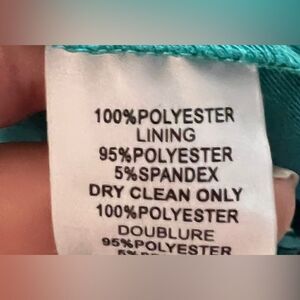 100%POLYESTER
LINING
95%POLYESTER
5%SPANDEX
DRY CLEAN ONLY
100%POLYESTER
DOUBLURE
95%POLYESTER